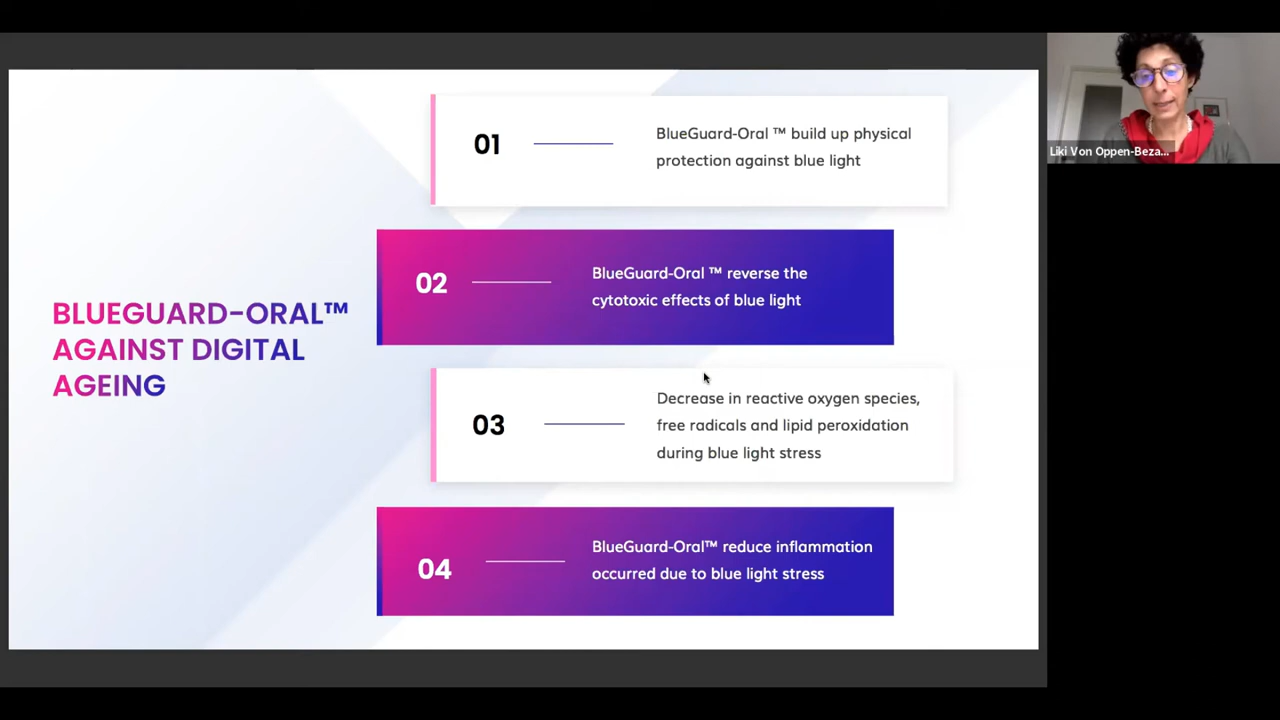 BLUEGUARD-ORAL™
AGAINST DIGITAL
AGEING
01
BlueGuard-Oral ™ build up physical
protection against blue light
02
BlueGuard-Oral ™ reverse the
cytotoxic effects of blue light
03
Decrease in reactive oxygen species,
free radicals and lipid peroxidation
during blue light stress
04
BlueGuard-Oral™ reduce inflammation
occurred due to blue light stress
Liki Von Oppen-Beza...